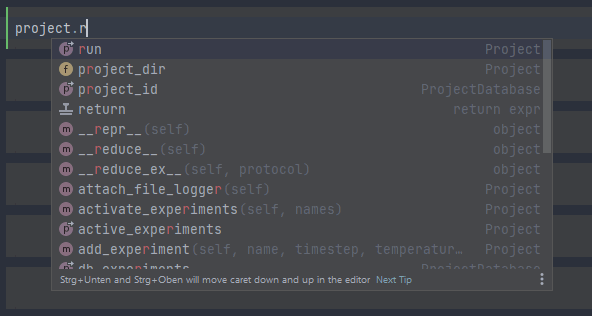 project.r
run Project
project_dir Project
project_id ProjectDatabase
return return expr
__repr__(self) object
__reduce__(self) object
__reduce_ex__(self, protocol) object
attach_file_logger(self) Project
activate_experiments(self, names) Project
active_experiments Project
add_experiment(self, name, timestep, temperatur… Project
db_experiments ProjectDatabase
Strg+Unten and Strg+Oben will move caret down and up in the editor Next Tip